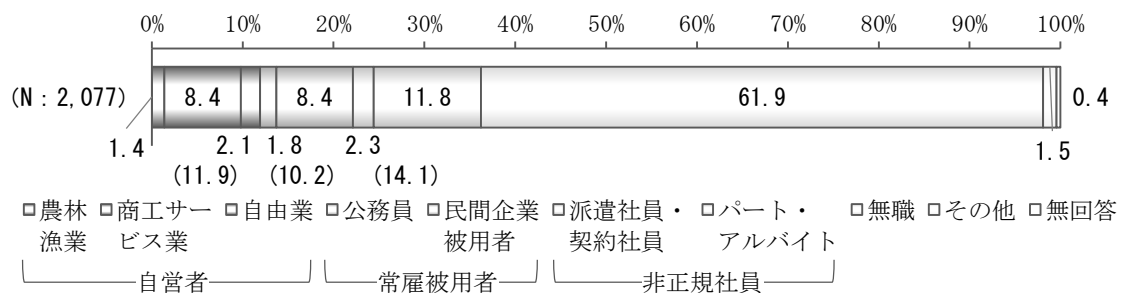 0% 10% 20% 30% 40% 50% 60% 70% 80% 90% 100%
(N：2,077) 8.4 8.4 11.8 61.9 0.4
1.4 2.1 1.8 2.3 1.5
(11.9) (10.2) (14.1)
農林 商工サー 自由業 公務員 民間企業 派遣社員・ パート・ 無職 その他 無回答
漁業 ビス業 被用者 契約社員 アルバイト
自営者 常雇被用者 非正規社員